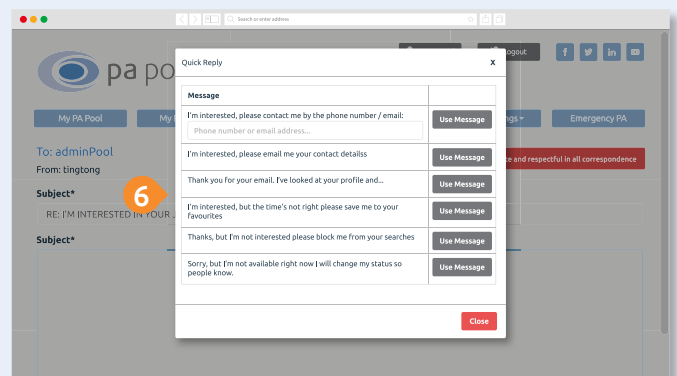 Search or enter address
Logout
pa po
Quick Reply
x
Message
I'm interested, please contact me by the phone number / email:
Phone number or email address...
Use Message
I'm interested, please email me your contact detailss
Use Message
Thank you for your email. I've looked at your profile and...
Use Message
I'm interested, but the time's not right please save me to your
favourites
Use Message
Thanks, but I'm not interested please block me from your searches
Use Message
Sorry, but I'm not available right now I will change my status so
people know.
Use Message
Close
My PA Pool
My
ngs
Emergency PA
To: adminPool
From: tingtong
te and respectful in all correspondence
Subject*
6
RE: I'M INTERESTED IN YOUR
Subject*